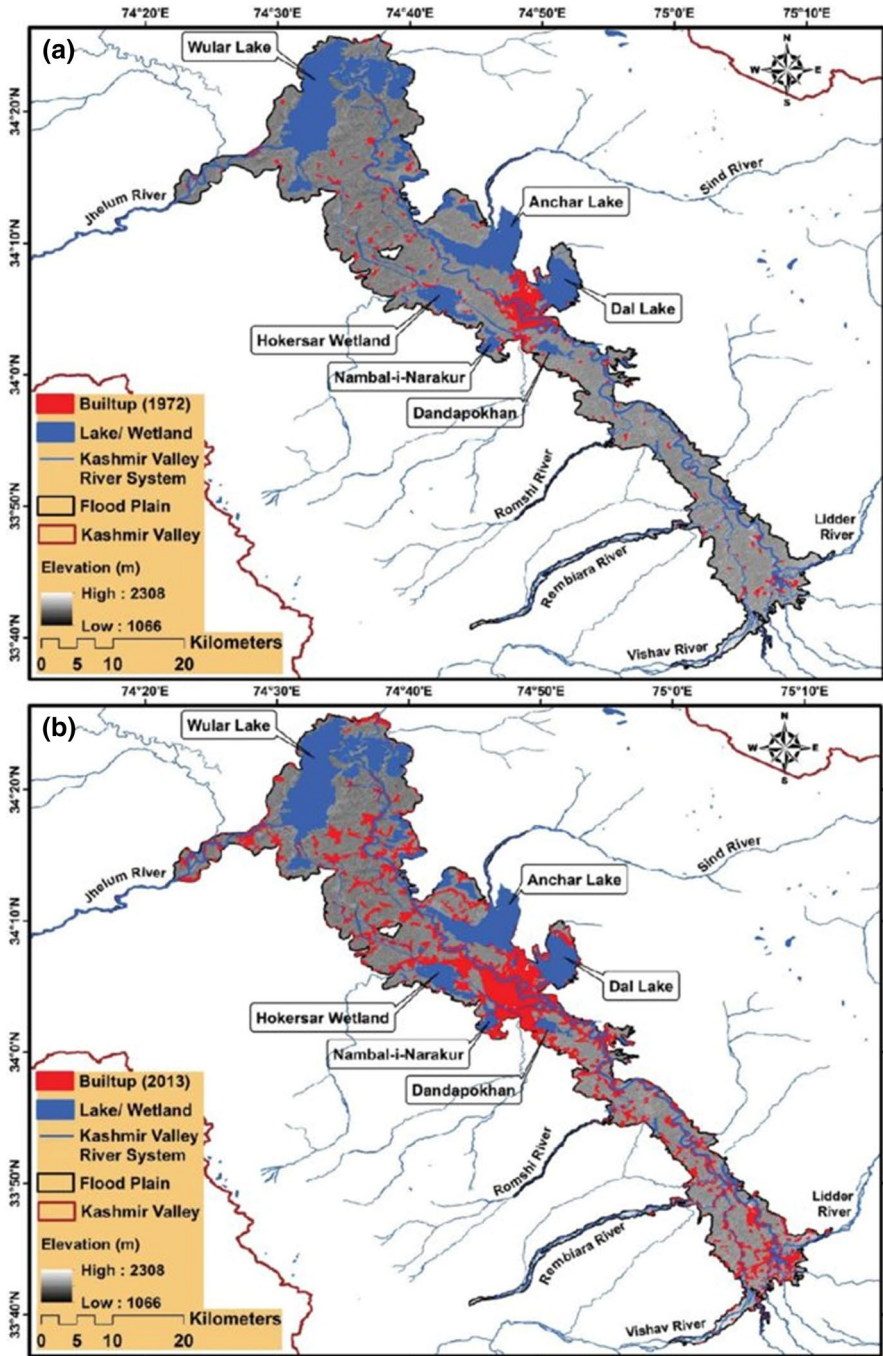 74°20'E 74°30'E 74°40'E 74°50'E 75°0'E 75°10'E
(a)
Wular Lake
N
W E
S
34°20'N
Sind River
Jhelum River
Anchar Lake
34°10'N
Dal Lake
Hokersar Wetland
Nambal-i-Narakur
34°0'N
Dandapokhan
Builtup (1972)
Lake/ Wetland
Kashmir Valley
River System
Flood Plain
Kashmir Valley
Elevation (m)
High : 2308
Low : 1066
Kilometers
0 5 10 20
33°50'N
Romshi River
Lidder
River
Rembiara River
33°40'N
Vishav River
74°20'E 74°30'E 74°40'E 74°50'E 75°0'E 75°10'E
(b)
Wular Lake
N
W E
S
34°20'N
Sind River
Jhelum River
Anchar Lake
34°10'N
Dal Lake
Hokersar Wetland
Nambal-i-Narakur
34°0'N
Dandapokhan
Builtup (2013)
Lake/ Wetland
Kashmir Valley
River System
Flood Plain
Kashmir Valley
Elevation (m)
High : 2308
Low : 1066
Kilometers
0 5 10 20
33°50'N
Romshi River
Lidder
River
Rembiara River
33°40'N
Vishav River